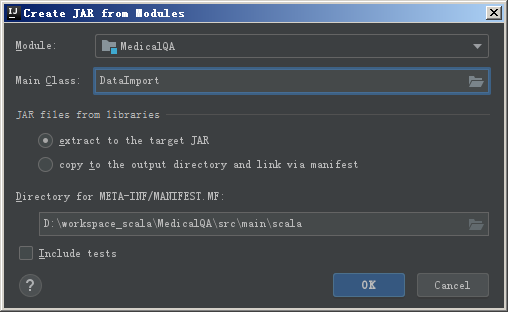 IJ Create JAR from Modules
Module: MedicalQA
Main Class: DataImport
JAR files from libraries
extract to the target JAR
copy to the output directory and link via manifest
Directory for META-INF/MANIFEST.MF:
D:\workspace_scala\MedicalQA\src\main\scala
Include tests
? OK Cancel